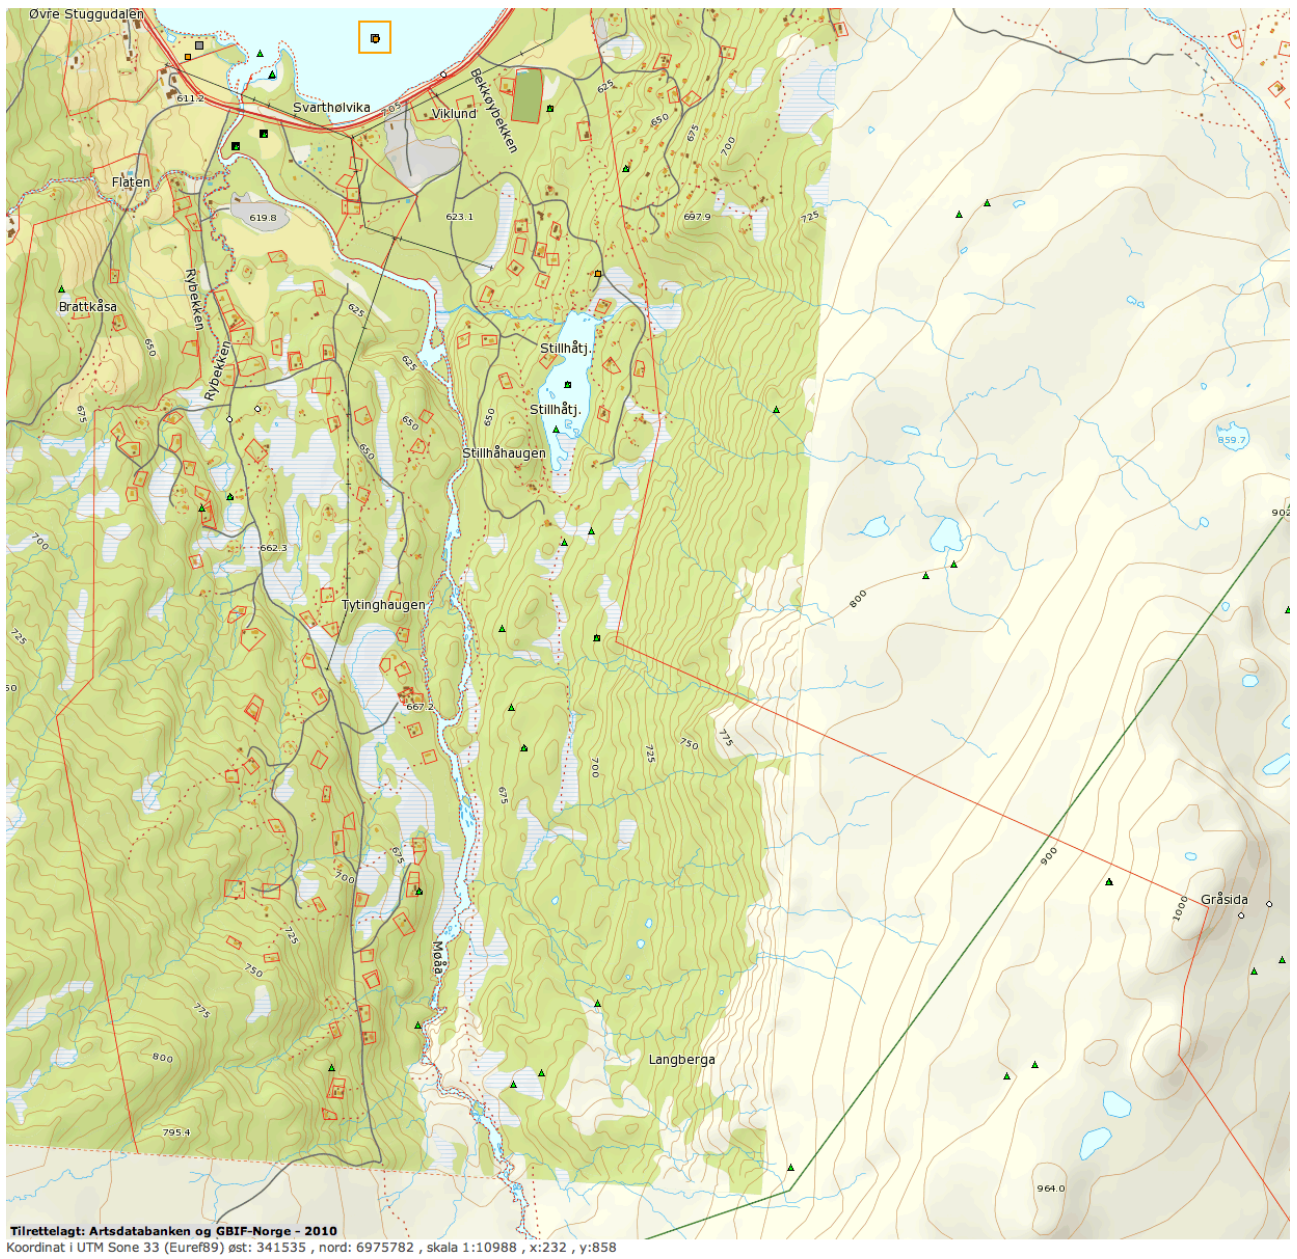 Øvre Stuggudalen
611.2
Svarthølvika
705
Viklund
Bekkøybekken
625
650
675
700
Flaten
619.8
623.1
697.9
725
Brattkåsa
Rybekken
625
650
Rybekken
Stillhåtj.
625
Stillhåtj.
675
650
650
650
Stillhåhaugen
859.7
902
700
662.3
800
Tytinghaugen
725
667.2
775
750
725
700
675
900
675
700
1000
Gråsida
725
Møåa
750
775
800
Langberga
795.4
964.0
Tilrettelagt: Artsdatabanken og GBIF-Norge - 2010
Koordinat i UTM Sone 33 (Euref89) øst: 341535 , nord: 6975782 , skala 1:10988 , x:232 , y:858